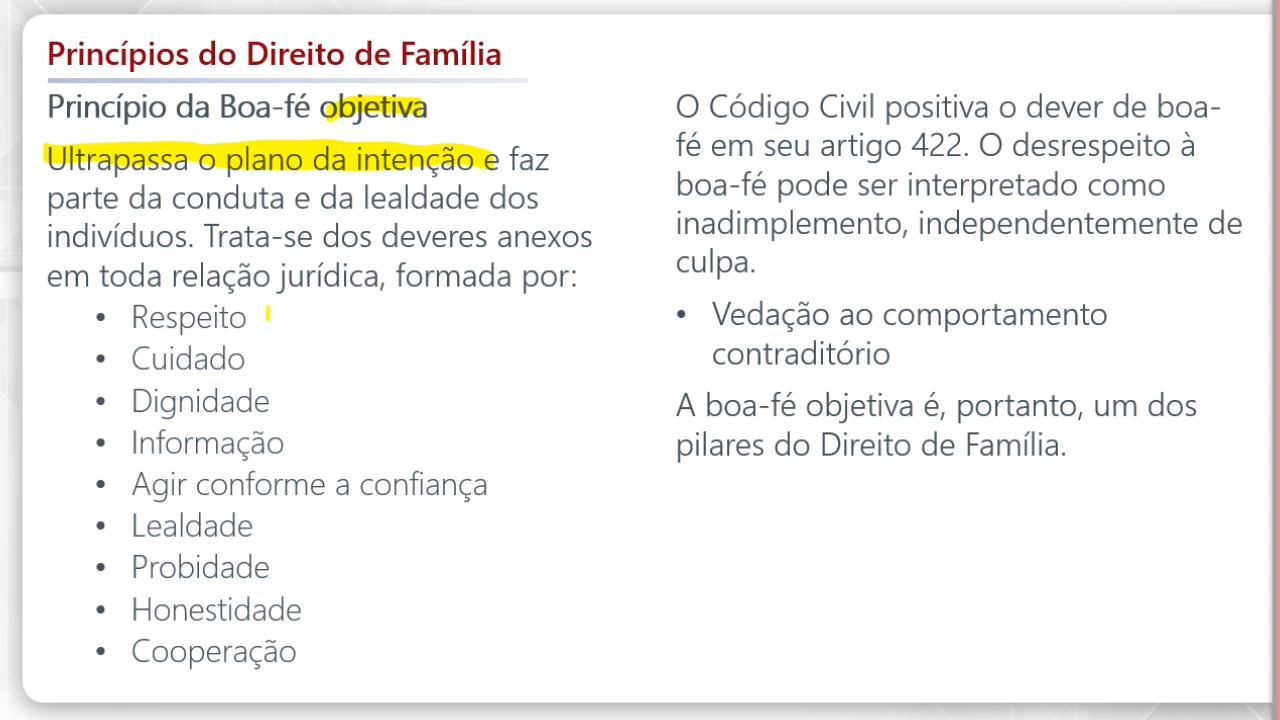 Princípios do Direito de Família
Princípio da Boa-fé objetiva
Ultrapassa o plano da intenção e faz
parte da conduta e da lealdade dos
indivíduos. Trata-se dos deveres anexos
em toda relação jurídica, formada por:
• Respeito
• Cuidado
• Dignidade
• Informação
• Agir conforme a confiança
• Lealdade
• Probidade
• Honestidade
• Cooperação
O Código Civil positiva o dever de boa-
fé em seu artigo 422. O desrespeito à
boa-fé pode ser interpretado como
inadimplemento, independentemente de
culpa.
• Vedação ao comportamento
contraditório
A boa-fé objetiva é, portanto, um dos
pilares do Direito de Família.